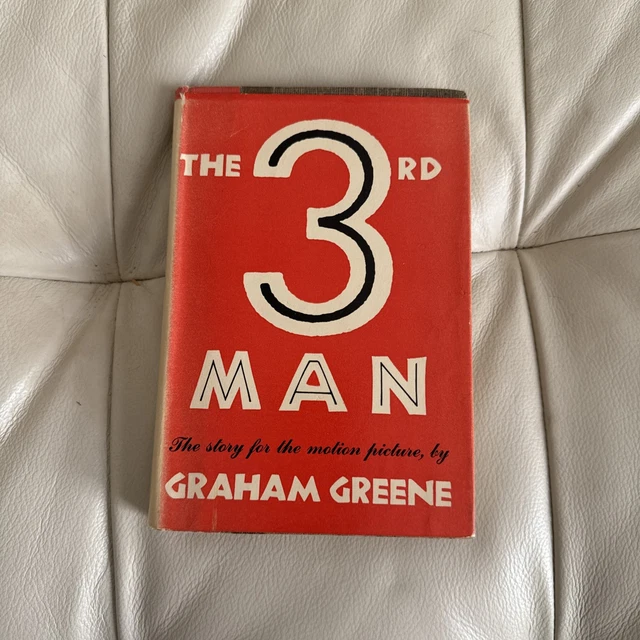 THE 3RD
MAN
The story for the motion picture, by
GRAHAM GREENE